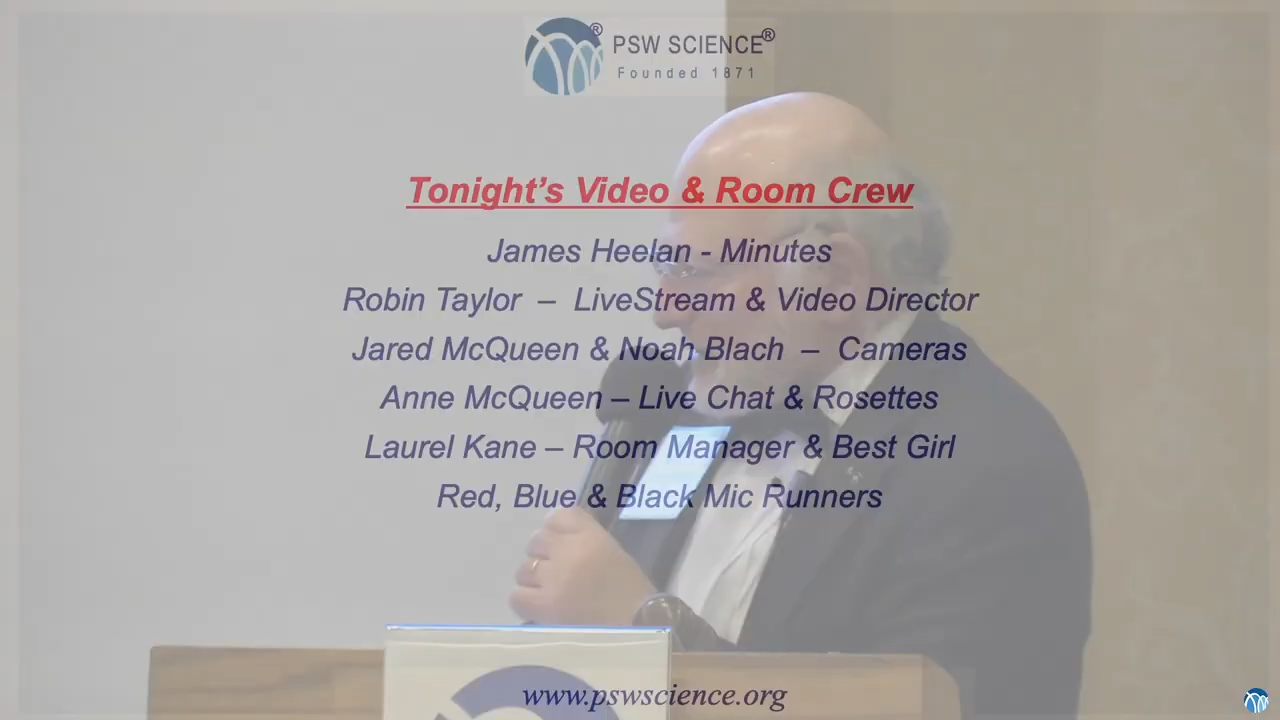 PSW SCIENCE®
®
Founded 1871
Tonight’s Video & Room Crew
James Heelan - Minutes
Robin Taylor – LiveStream & Video Director
Jared McQueen & Noah Blach – Cameras
Anne McQueen – Live Chat & Rosettes
Laurel Kane – Room Manager & Best Girl
Red, Blue & Black Mic Runners
www.pswscience.org